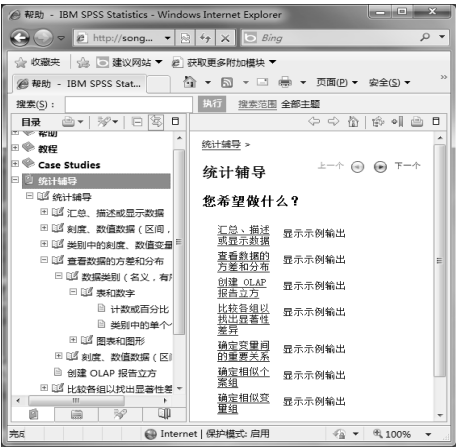 帮助 - IBM SPSS Statistics - Windows Internet Explorer
http://song...
Bing
收藏夹 建议网站 获取更多附加模块
帮助 - IBM SPSS Stat...
页面(P) 安全(S)
搜索(S): 执行 搜索范围 全部主题
目录
帮助
教程
Case Studies
统计辅导
统计辅导
汇总、描述或显示数据
刻度、数值数据(区间,
类别中的刻度、数值变量
查看数据的方差和分布
数据类别(名义,有序
表和数字
计数或百分比
类别中的单个
图表和图形
刻度、数值数据(区
创建 OLAP 报告立方
比较各组以找出显著性差
统计辅导 >
统计辅导
上一个 下一个
您希望做什么?
汇总、描述
或显示数据
显示示例输出
查看数据的
方差和分布
显示示例输出
创建 OLAP
报告立方
显示示例输出
比较各组以
找出显著性
差异
显示示例输出
确定变量间
的重要关系
显示示例输出
确定相似个
案组
显示示例输出
确定相似变
量组
显示示例输出
Internet | 保护模式: 启用
100%